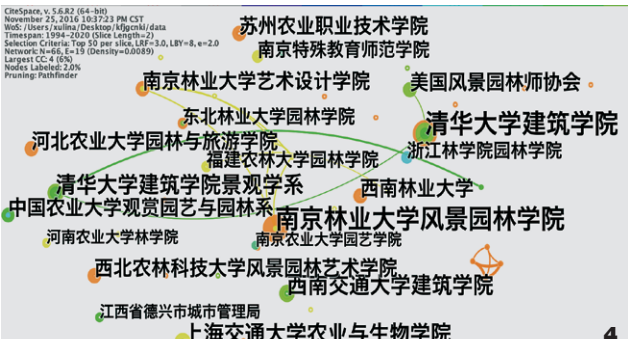 CiteSpace, v. 5.6.R2 (64-bit)
November 25, 2016 10:37:23 PM CST
WoS: /Users/xulina/Desktop/kfjgcnki/data
Timespan: 1994-2020 (Slice Length=2)
Selection Criteria: Top 50 per slice, LRF=3.0, LBY=8, e=2.0
Network: N=66, E=19 (Density=0.0089)
Largest CC: 4 (6%)
Nodes Labeled: 2.0%
Pruning: Pathfinder
苏州农业职业技术学院
南京特殊教育师范学院
南京林业大学艺术设计学院
美国风景园林师协会
东北林业大学园林学院
清华大学建筑学院
河北农业大学园林与旅游学院
浙江林学院园林学院
福建农林大学园林学院
清华大学建筑学院景观学系
西南林业大学
中国农业大学观赏园艺与园林系
南京林业大学风景园林学院
河南农业大学林学院
南京农业大学园艺学院
西北农林科技大学风景园林艺术学院
西南交通大学建筑学院
江西省德兴市城市管理局
上海交通大学农业与生物学院
4